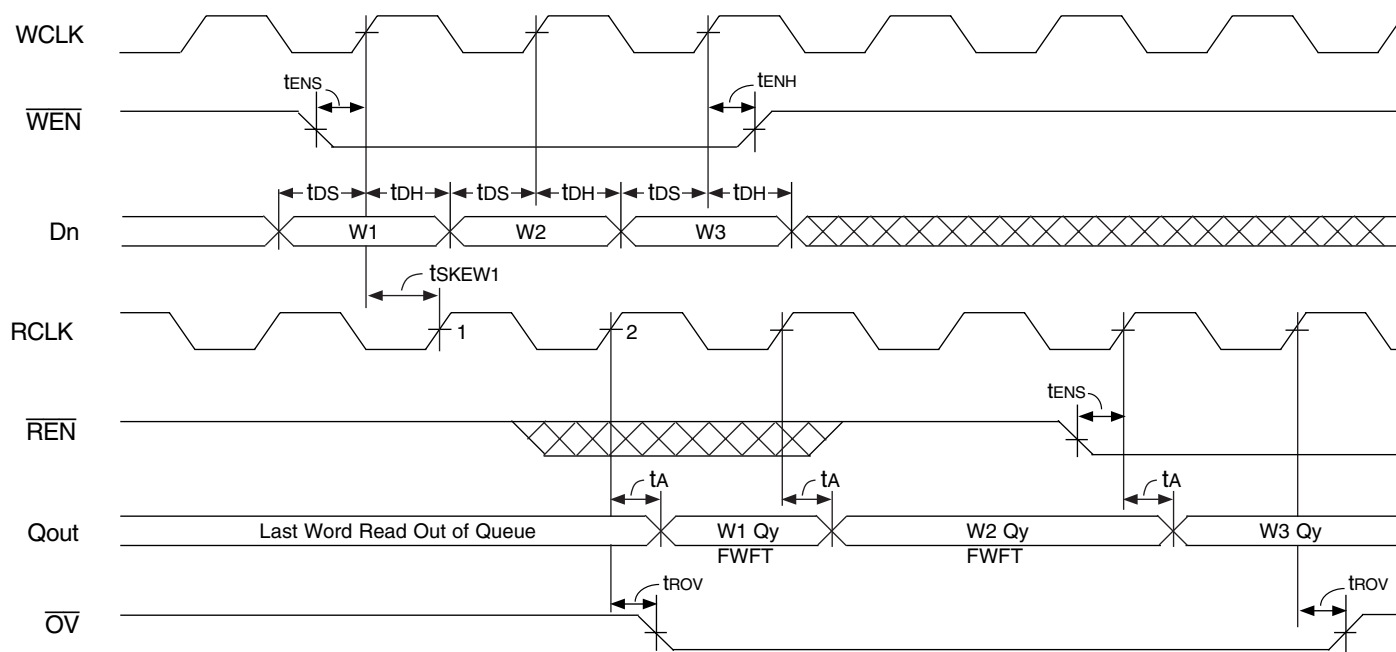 WCLK
tENS
tENH
WEN
tDS tDH tDS tDH tDS tDH
Dn W1 W2 W3
tSKEW1
RCLK 1 2
tENS
REN
tA tA tA
Qout Last Word Read Out of Queue W1 Qy W2 Qy W3 Qy
FWFT FWFT
tROV tROV
OV